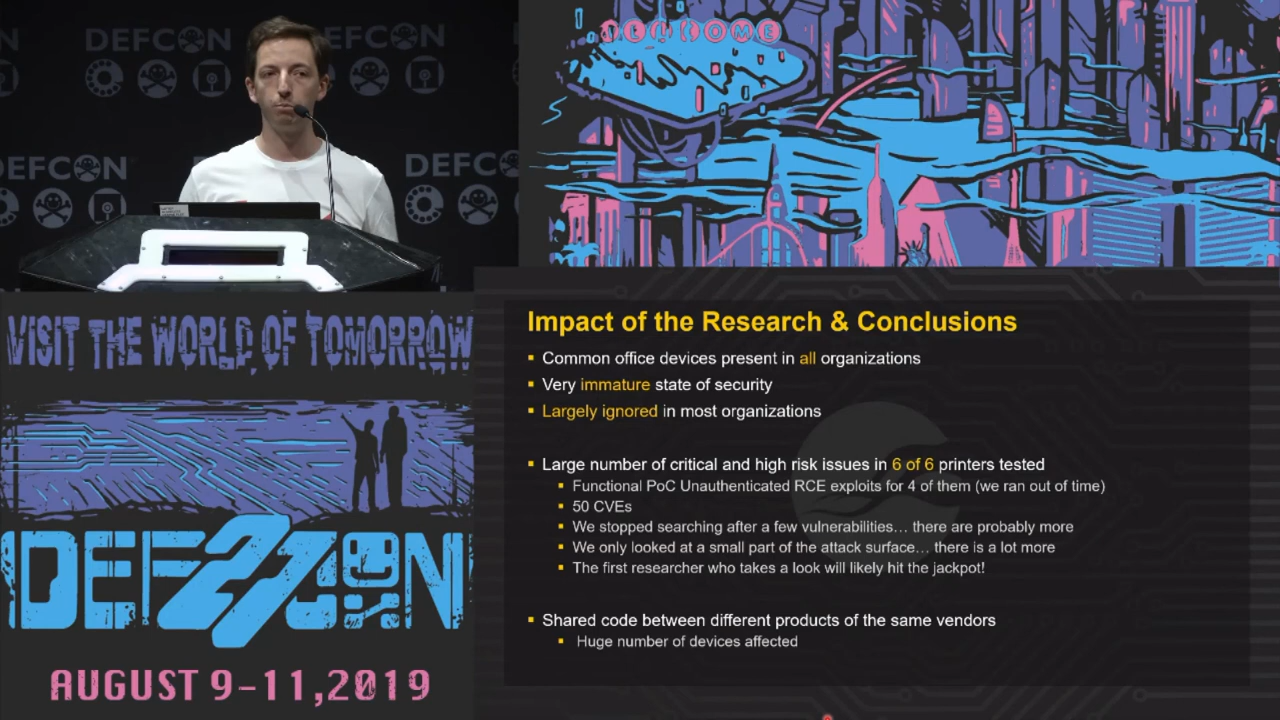 DEFCON
DEFCON
DEFCON
DEFCON
WELCOME
VISIT THE WORLD OF TOMORROW
DEF CON 27
AUGUST 9-11,2019
Impact of the Research & Conclusions
▪ Common office devices present in all organizations
▪ Very immature state of security
▪ Largely ignored in most organizations
▪ Large number of critical and high risk issues in 6 of 6 printers tested
▪ Functional PoC Unauthenticated RCE exploits for 4 of them (we ran out of time)
▪ 50 CVEs
▪ We stopped searching after a few vulnerabilities… there are probably more
▪ We only looked at a small part of the attack surface… there is a lot more
▪ The first researcher who takes a look will likely hit the jackpot!
▪ Shared code between different products of the same vendors
▪ Huge number of devices affected